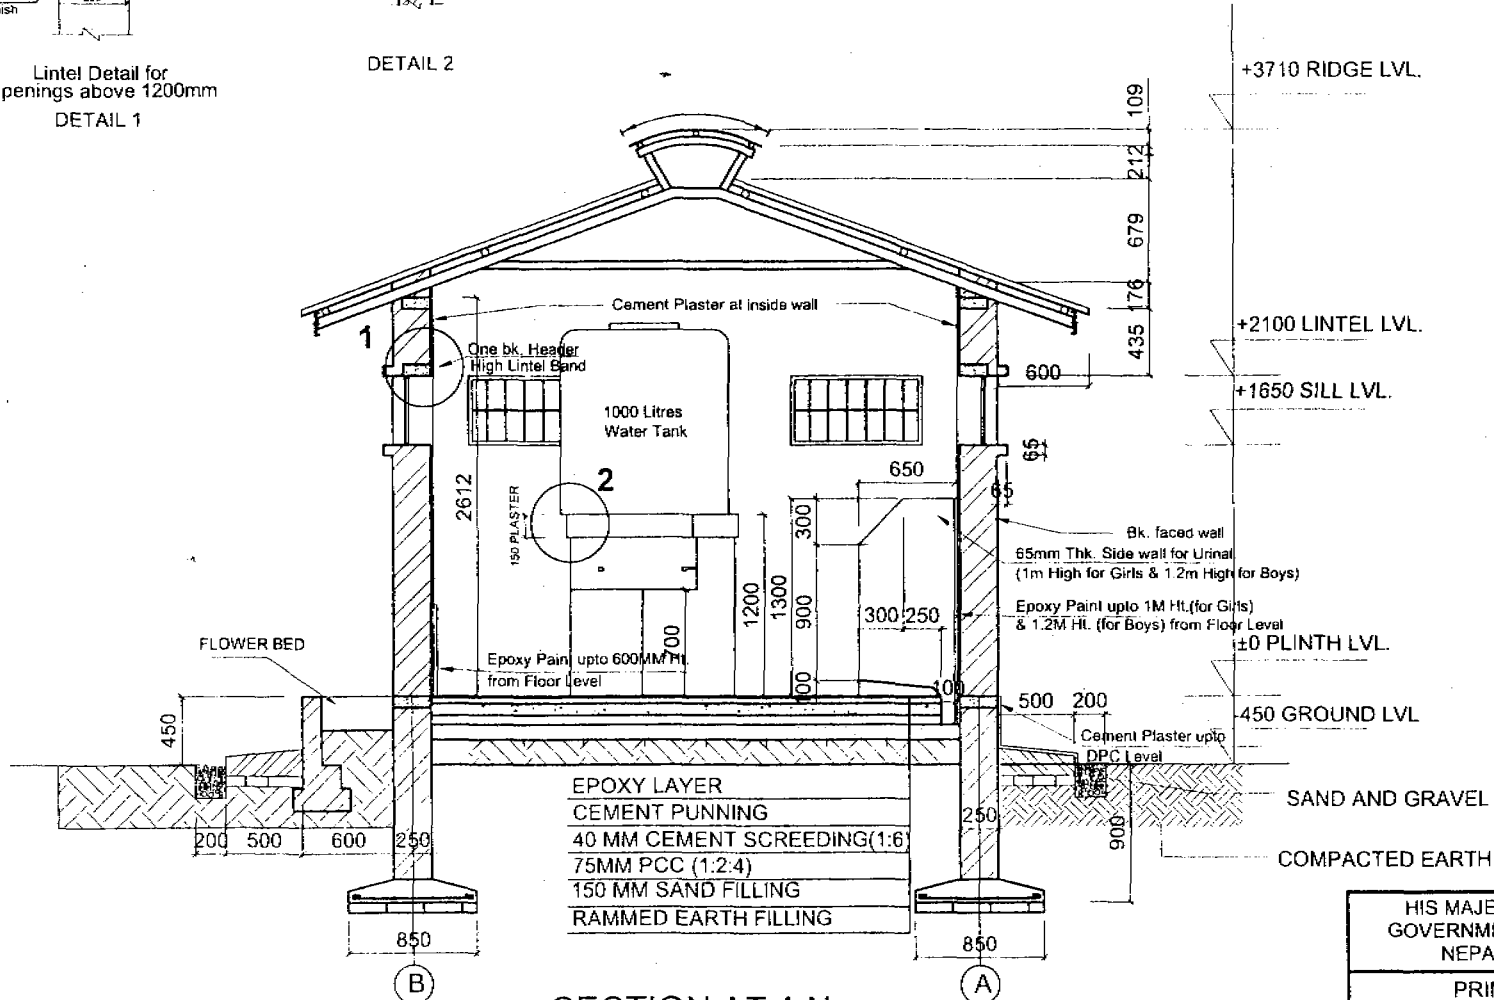 ish
Lintel Detail for
penings above 1200mm
DETAIL 1
DETAIL 2
+3710 RIDGE LVL.
109
212
679
176
435
+2100 LINTEL LVL.
+1650 SILL LVL.
Cement Plaster at inside wall
1
One bk. Header
High Lintel Band
1000 Litres
Water Tank
600
65
65
650
2
2612
150 PLASTER
300
900
1300
1200
700
300 250
100
100
Bk. faced wall
65mm Thk. Side wall for Urinal
(1m High for Girls & 1.2m High for Boys)
Epoxy Paint upto 1M Ht.(for Girls)
& 1.2M Ht. (for Boys) from Floor Level
±0 PLINTH LVL.
FLOWER BED
Epoxy Paint upto 600MM Ht.
from Floor Level
450
500 200
-450 GROUND LVL
Cement Plaster upto
DPC Level
EPOXY LAYER
CEMENT PUNNING
40 MM CEMENT SCREEDING(1:6)
75MM PCC (1:2:4)
150 MM SAND FILLING
RAMMED EARTH FILLING
200 500 600 250
250
900
SAND AND GRAVEL
COMPACTED EARTH
850
850
B
A
HIS MAJE
GOVERNME
NEPA
PRI
SECTION AT